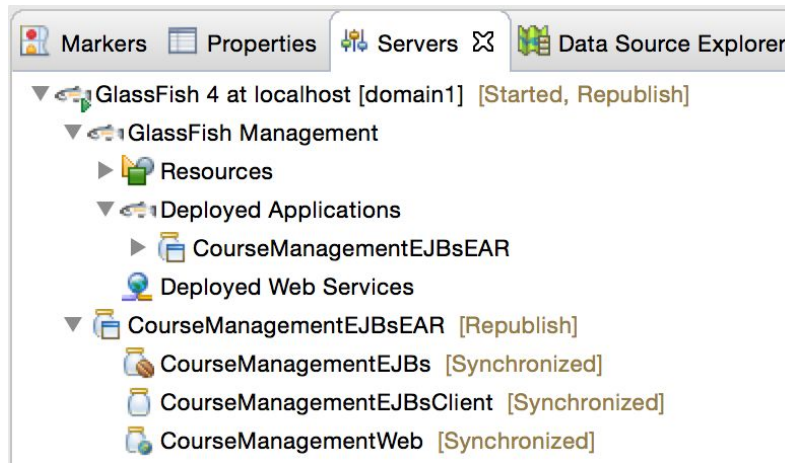 Markers Properties Servers Data Source Explorer
GlassFish 4 at localhost [domain1] [Started, Republish]
GlassFish Management
Resources
Deployed Applications
CourseManagementEJBsEAR
Deployed Web Services
CourseManagementEJBsEAR [Republish]
CourseManagementEJBs [Synchronized]
CourseManagementEJBsClient [Synchronized]
CourseManagementWeb [Synchronized]